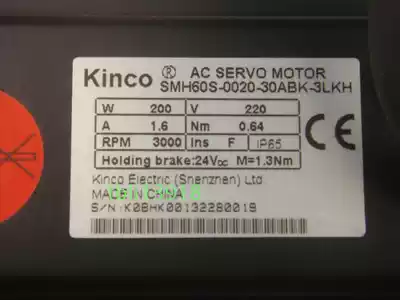 Kinco ® AC SERVO MOTOR
SMH60S-0020-30ABK-3LKH
W 200 V 220
A 1.6 Nm 0.64
RPM 3000 Ins F IP65
Holding brake:24VDC M=1.3Nm
Kinco Electric (Shenzhen) Ltd
MADE IN CHINA
S/N:K08HK00132280019
CE